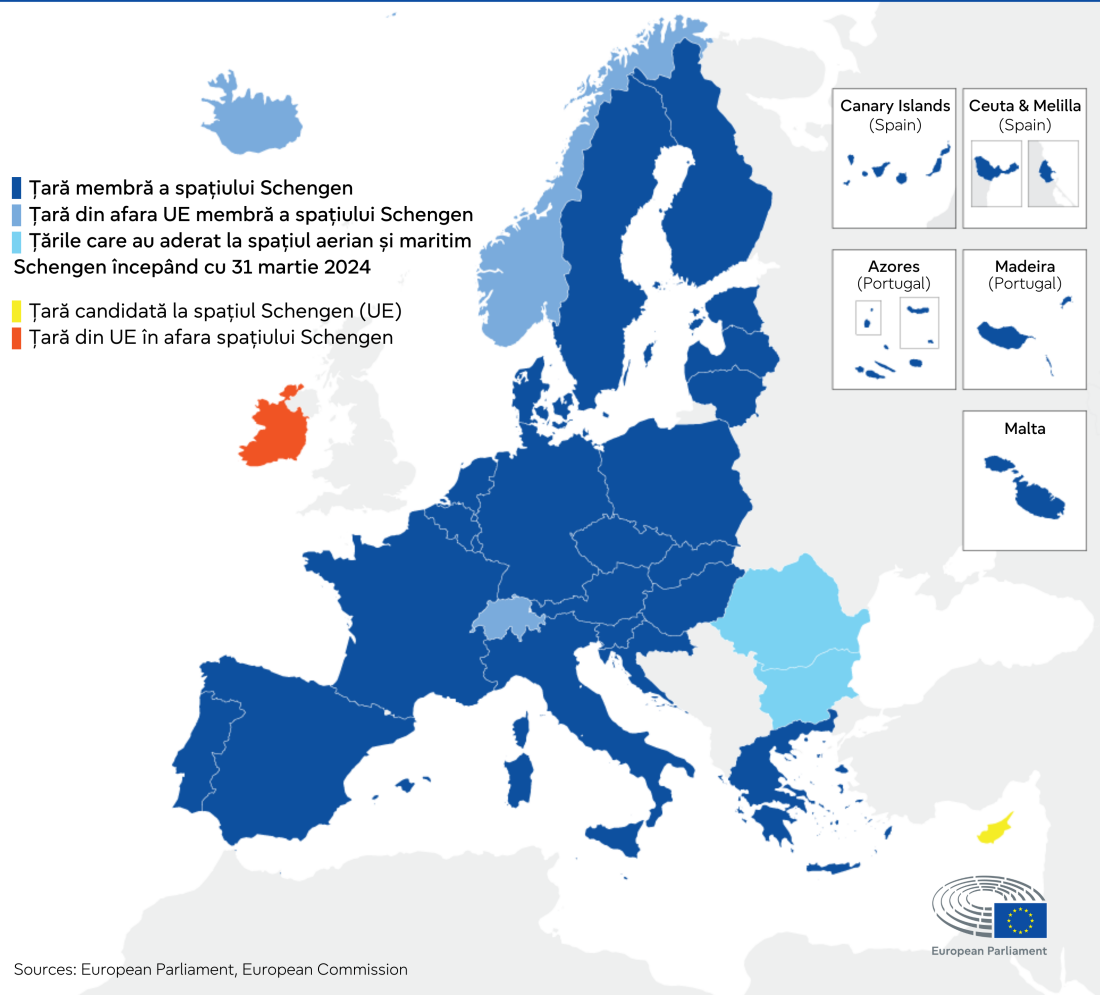 Țară membră a spațiului Schengen
Țară din afara UE membră a spațiului Schengen
Țările care au aderat la spațiul aerian și maritim
Schengen începând cu 31 martie 2024
Țară candidată la spațiul Schengen (UE)
Țară din UE în afara spațiului Schengen
Canary Islands
(Spain)
Ceuta & Melilla
(Spain)
Azores
(Portugal)
Madeira
(Portugal)
Malta
European Parliament
Sources: European Parliament, European Commission